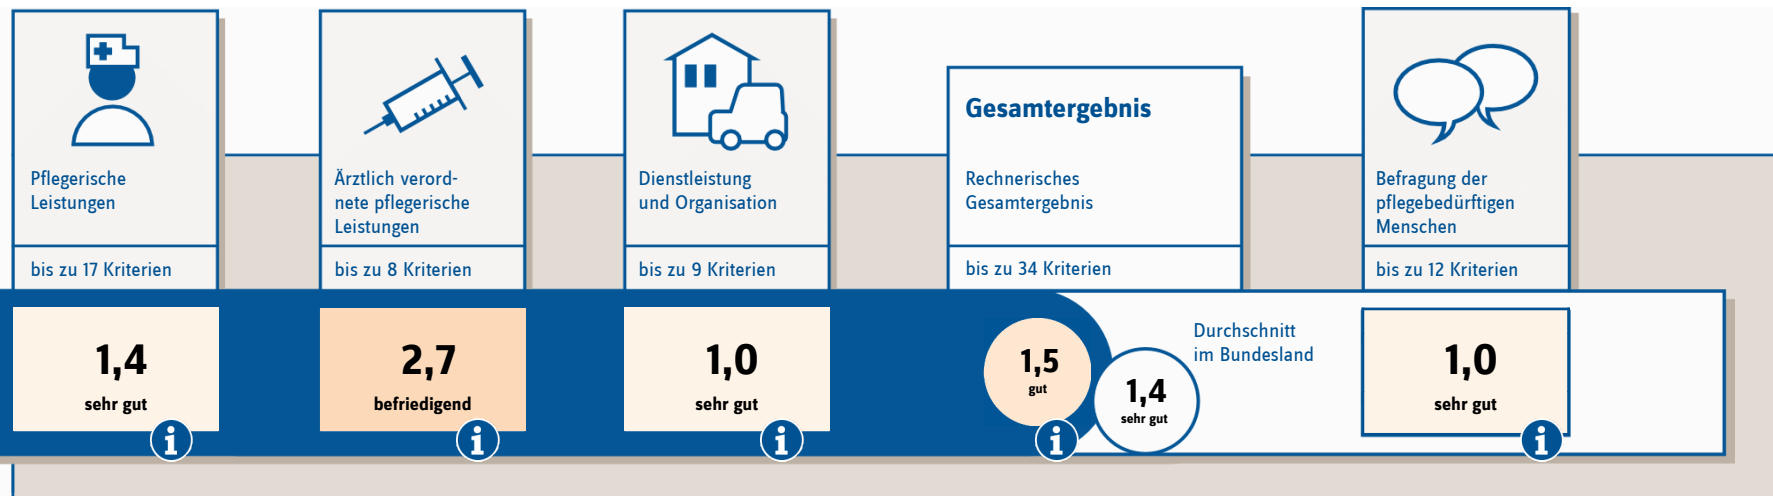 Pflegerische
Leistungen
bis zu 17 Kriterien
1,4
sehr gut
i
Ärztlich verord-
nete pflegerische
Leistungen
bis zu 8 Kriterien
2,7
befriedigend
i
Dienstleistung
und Organisation
bis zu 9 Kriterien
1,0
sehr gut
i
Gesamtergebnis
Rechnerisches
Gesamtergebnis
bis zu 34 Kriterien
1,5
gut
i
Durchschnitt
im Bundesland
1,4
sehr gut
Befragung der
pflegebedürftigen
Menschen
bis zu 12 Kriterien
1,0
sehr gut
i